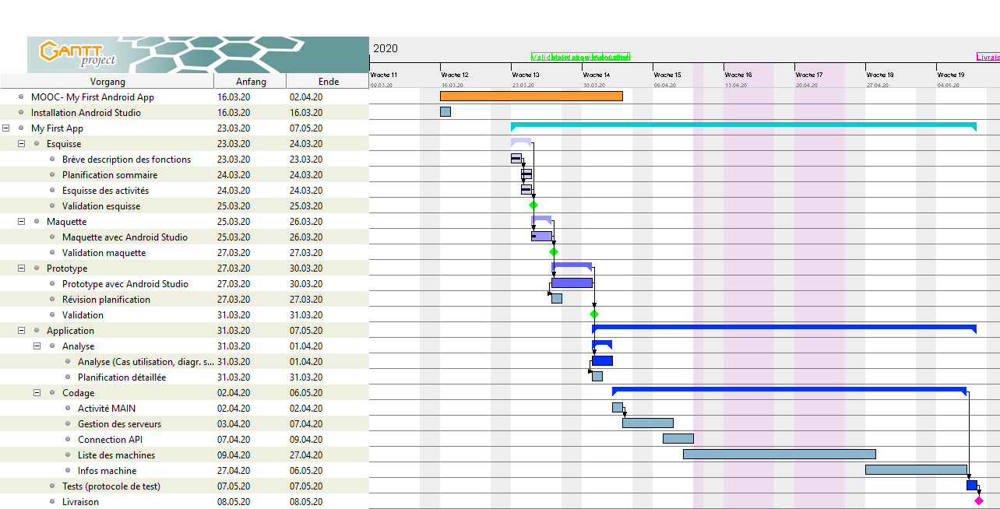 GANTT
project
2020
Livrais
Woche 11 Woche 12 Woche 13 Woche 14 Woche 15 Woche 16 Woche 17 Woche 18 Woche 19
09.03.20 16.03.20 23.03.20 30.03.20 06.04.20 13.04.20 20.04.20 27.04.20 04.05.20
Vorgang Anfang Ende
MOOC- My First Android App 16.03.20 02.04.20
Installation Android Studio 16.03.20 16.03.20
My First App 23.03.20 07.05.20
Esquisse 23.03.20 24.03.20
Brève description des fonctions 23.03.20 23.03.20
Planification sommaire 24.03.20 24.03.20
Esquisse des activités 24.03.20 24.03.20
Validation esquisse 25.03.20 25.03.20
Maquette 25.03.20 26.03.20
Maquette avec Android Studio 25.03.20 26.03.20
Validation maquette 27.03.20 27.03.20
Prototype 27.03.20 30.03.20
Prototype avec Android Studio 27.03.20 30.03.20
Révision planification 27.03.20 27.03.20
Validation 31.03.20 31.03.20
Application 31.03.20 07.05.20
Analyse 31.03.20 01.04.20
Analyse (Cas utilisation, diagr. s... 31.03.20 01.04.20
Planification détaillée 31.03.20 31.03.20
Codage 02.04.20 06.05.20
Activité MAIN 02.04.20 02.04.20
Gestion des serveurs 03.04.20 07.04.20
Connection API 07.04.20 09.04.20
Liste des machines 09.04.20 27.04.20
Infos machine 27.04.20 06.05.20
Tests (protocole de test) 07.05.20 07.05.20
Livraison 08.05.20 08.05.20